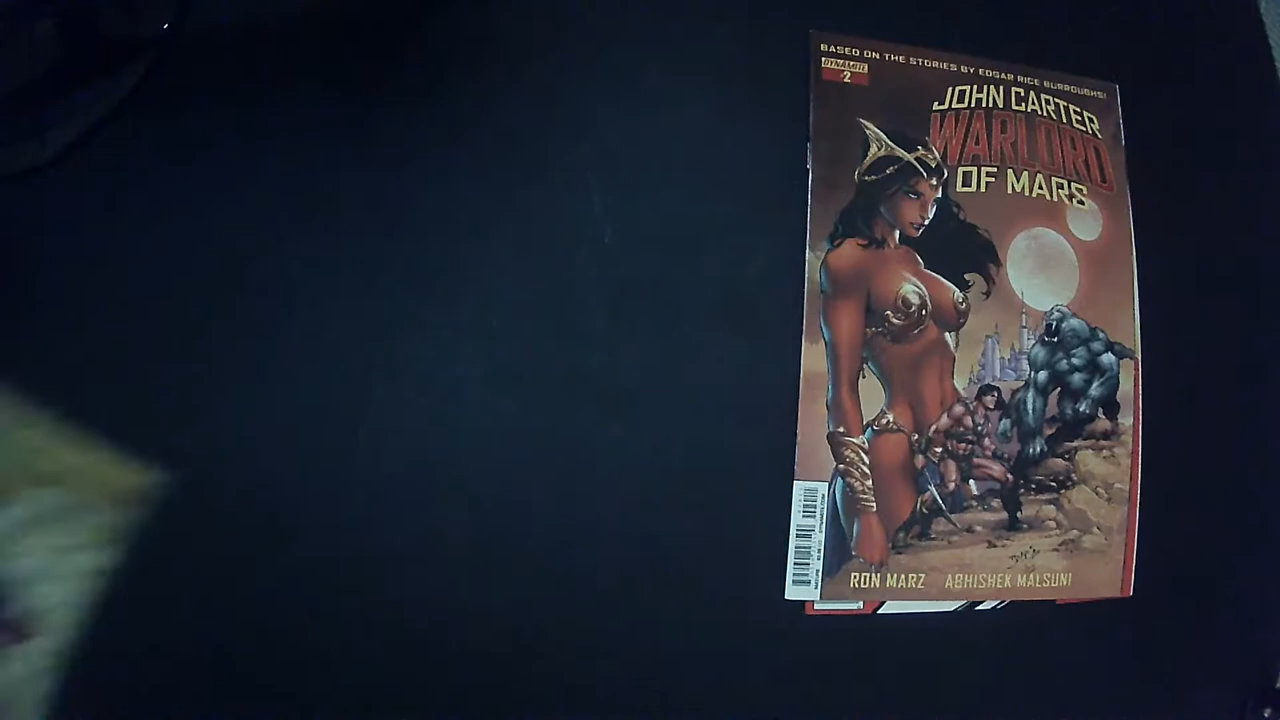 BASED ON THE STORIES BY EDGAR RICE BURROUGHS!
DYNAMITE
#2
JOHN CARTER
WARLORD
OF MARS
RON MARZ ABHISHEK MALSUNI